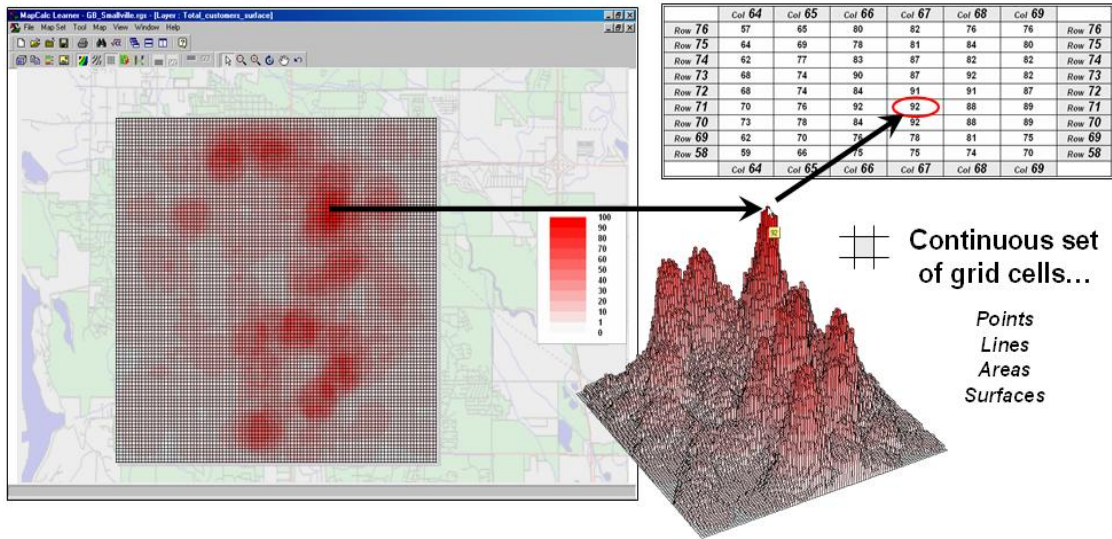 MapCalc Learner - GB_Smallville.rgs - [Layer : Total_customers_surface]
File Map Set Tool Map View Window Help
100
90
80
70
60
50
40
30
20
10
1
0
Col 64 Col 65 Col 66 Col 67 Col 68 Col 69
Row 76 57 65 80 82 76 76 Row 76
Row 75 64 69 78 81 84 80 Row 75
Row 74 62 77 83 87 82 82 Row 74
Row 73 68 74 90 87 92 82 Row 73
Row 72 68 74 84 91 91 87 Row 72
Row 71 70 76 92 92 88 89 Row 71
Row 70 73 78 84 92 88 89 Row 70
Row 69 62 70 76 78 81 75 Row 69
Row 58 59 66 75 75 74 70 Row 58
Col 64 Col 65 Col 66 Col 67 Col 68 Col 69
92
Continuous set
of grid cells...
Points
Lines
Areas
Surfaces